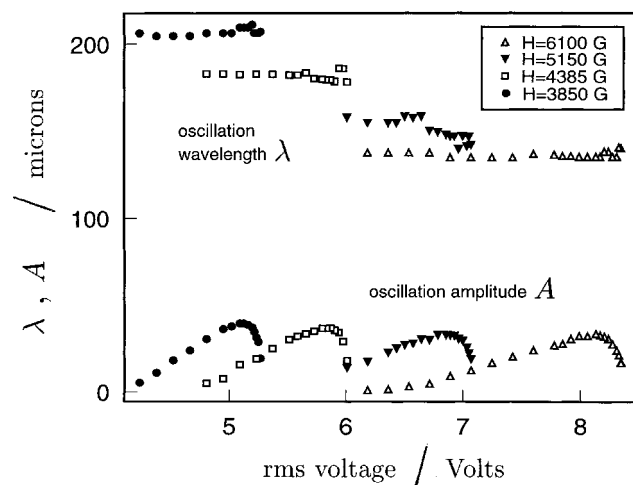 H=6100 G
H=5150 G
H=4385 G
H=3850 G
200
100
0
λ , A / microns
oscillation
wavelength λ
oscillation amplitude A
5
6
7
8
rms voltage / Volts